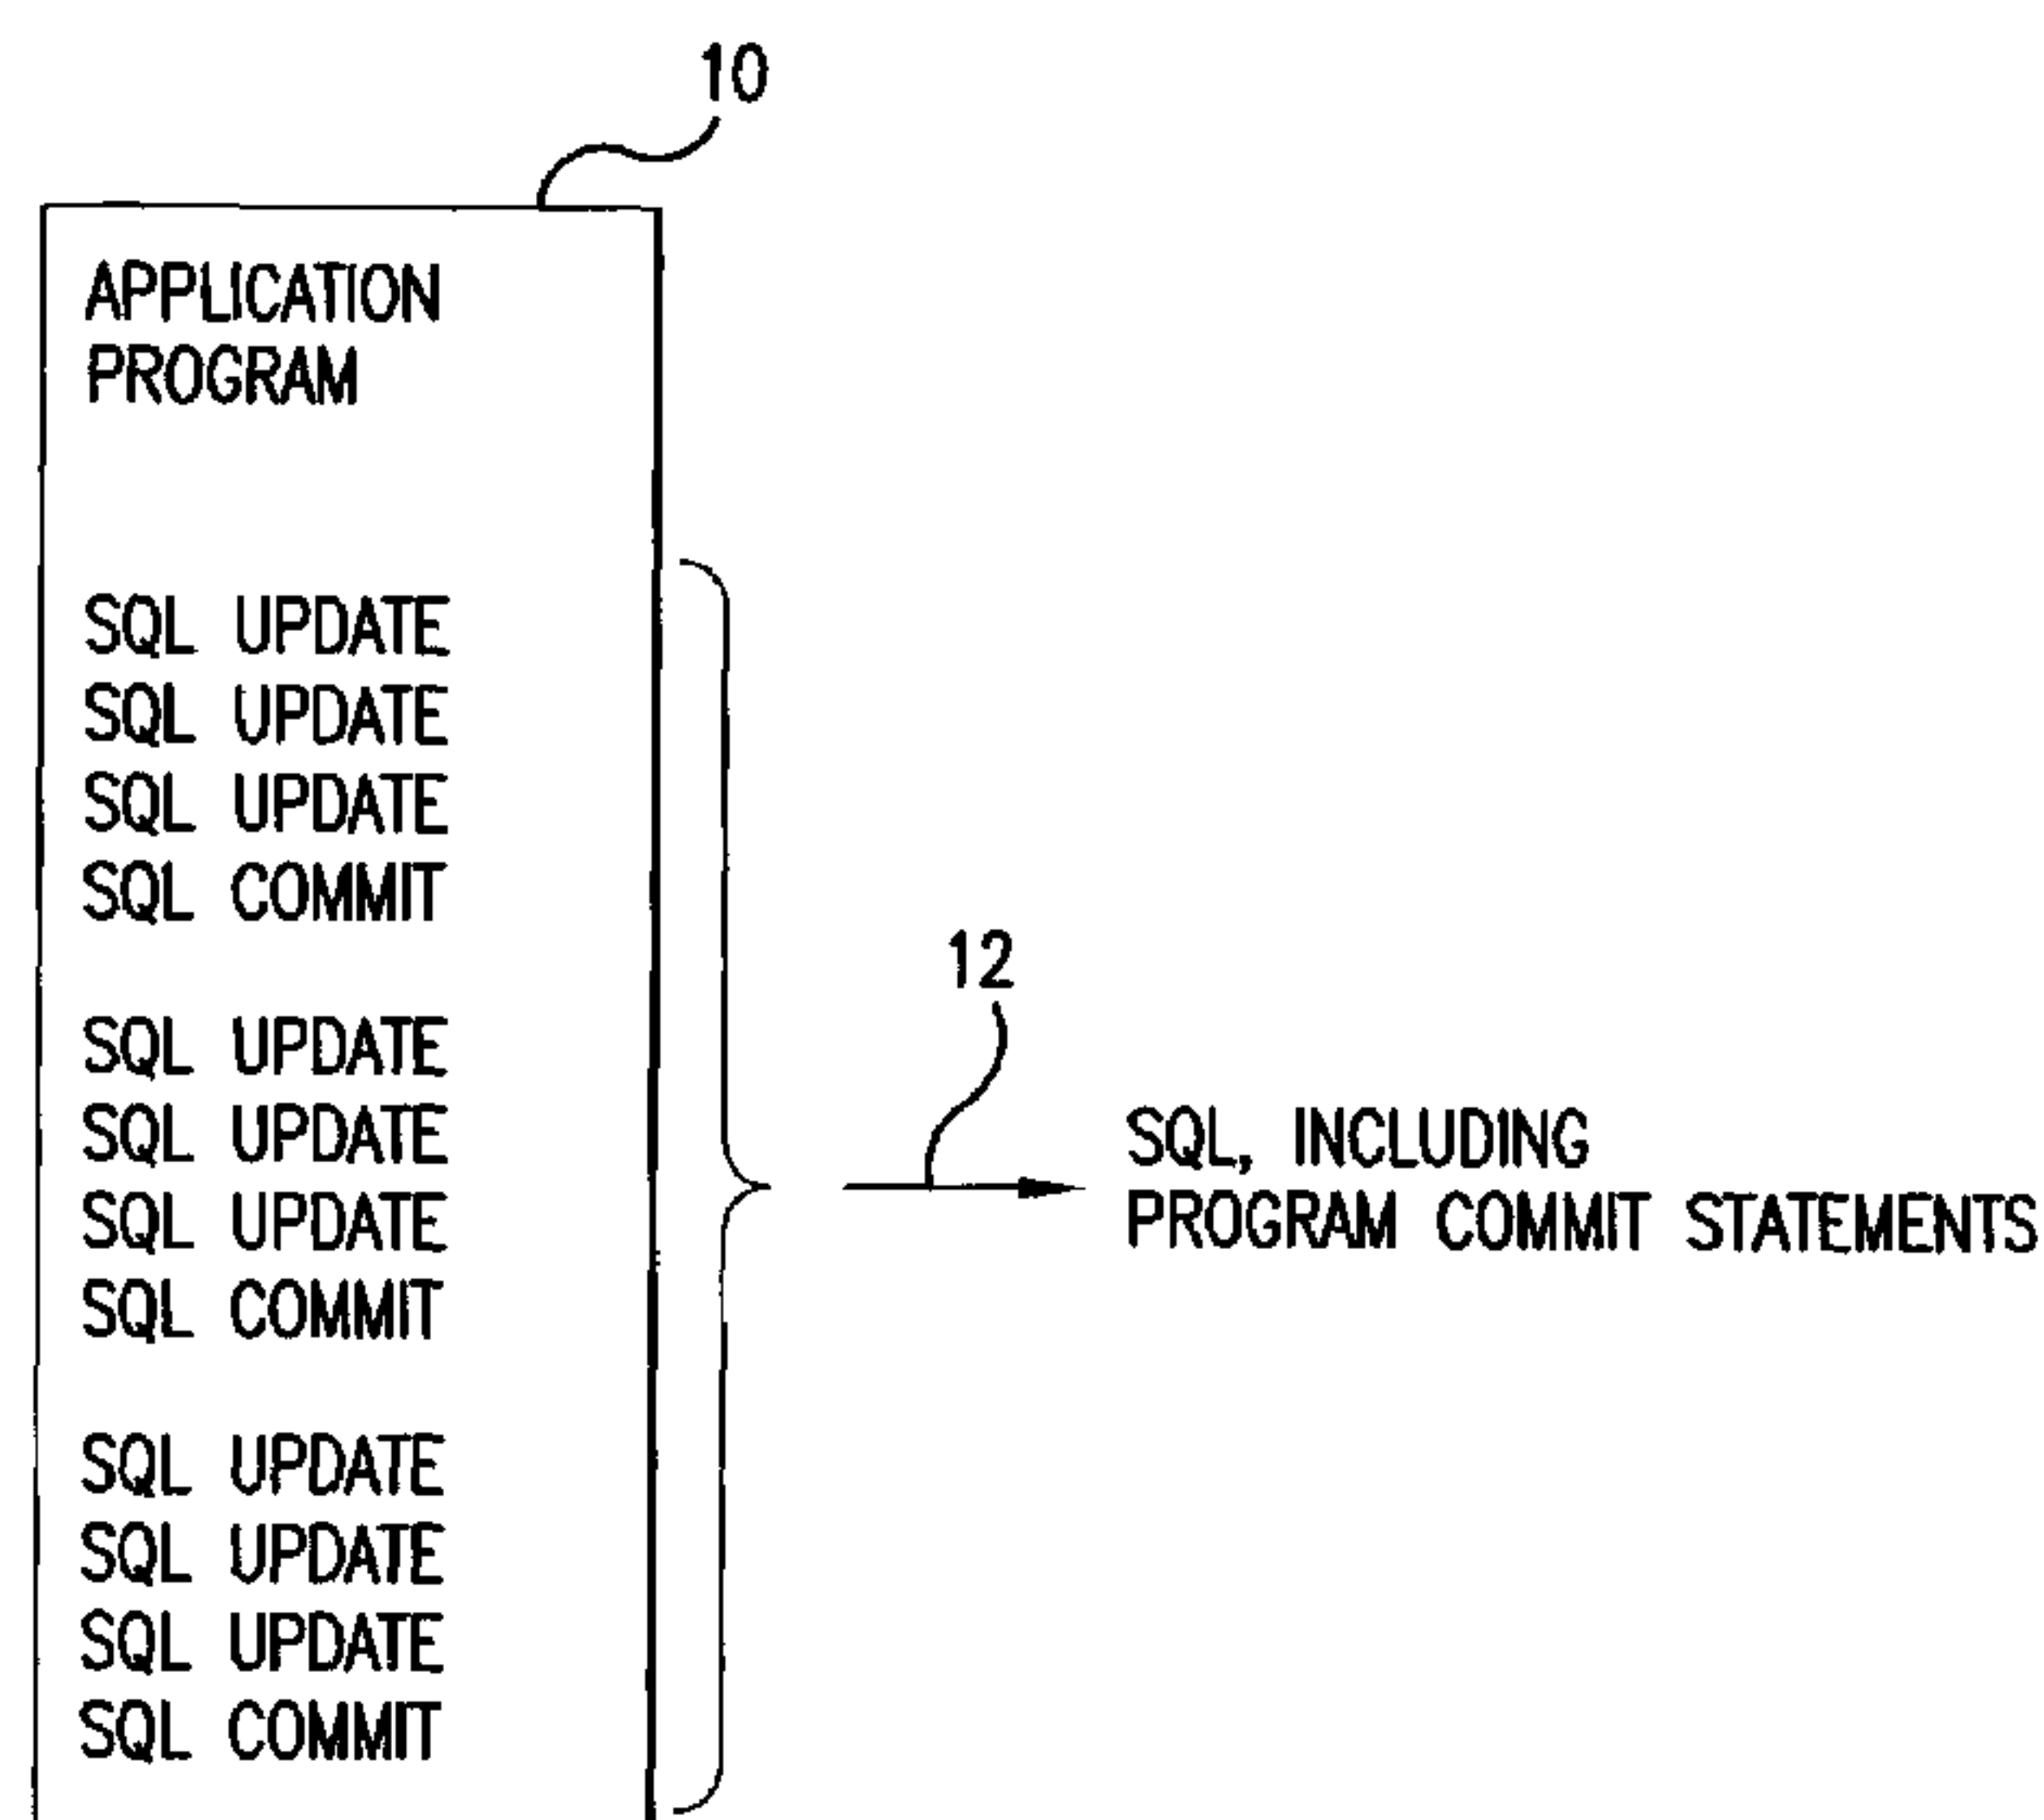 10
APPLICATION
PROGRAM
SQL UPDATE
SQL UPDATE
SQL UPDATE
SQL COMMIT
SQL UPDATE
SQL UPDATE
SQL UPDATE
SQL COMMIT
SQL UPDATE
SQL UPDATE
SQL UPDATE
SQL COMMIT
12
SQL, INCLUDING
PROGRAM COMMIT STATEMENTS